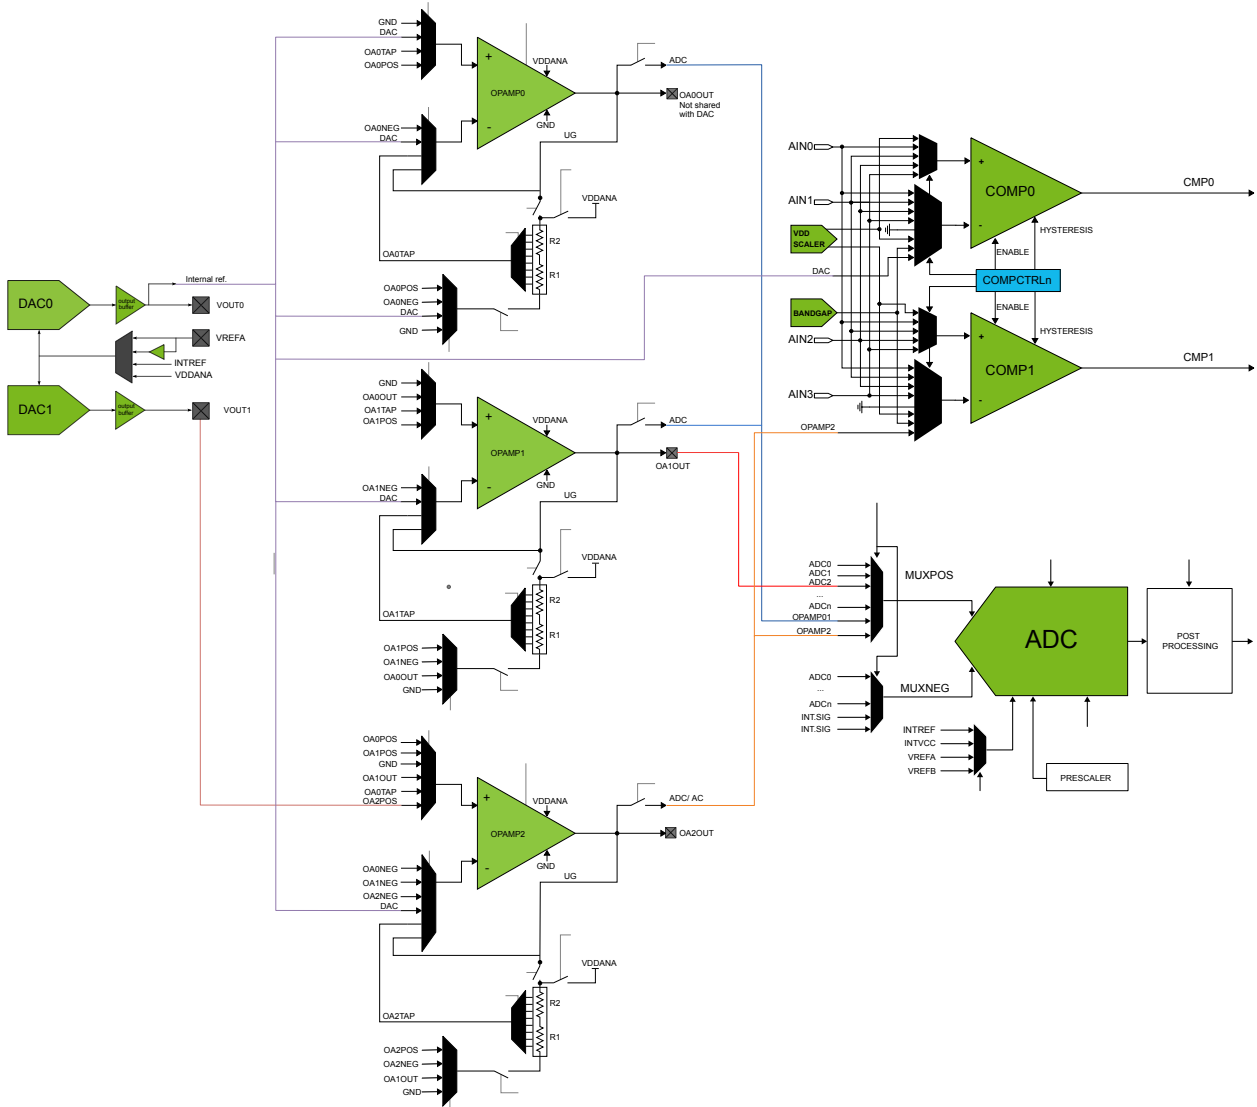 DAC0
output
buffer
Internal ref.
VOUT0
VREFA
INTREF
VDDANA
DAC1
output
buffer
VOUT1
GND
DAC
OA0TAP
OA0POS
+
OPAMP0
-
VDDANA
GND
ADC
OA0OUT
Not shared
with DAC
UG
OA0NEG
DAC
VDDANA
R2
R1
OA0TAP
OA0POS
OA0NEG
DAC
GND
GND
OA0OUT
OA1TAP
OA1POS
+
OPAMP1
-
VDDANA
GND
ADC
OA1OUT
UG
OA1NEG
DAC
VDDANA
R2
R1
OA1TAP
OA1POS
OA1NEG
OA0OUT
GND
OA0POS
OA1POS
GND
OA1OUT
OA0TAP
OA2POS
+
OPAMP2
-
VDDANA
GND
ADC/ AC
OA2OUT
UG
OA0NEG
OA1NEG
OA2NEG
DAC
VDDANA
R2
R1
OA2TAP
OA2POS
OA2NEG
OA1OUT
GND
AIN0
AIN1
VDD
SCALER
DAC
BANDGAP
AIN2
AIN3
OPAMP2
+
COMP0
-
CMP0
HYSTERESIS
ENABLE
COMPCTRLn
ENABLE
HYSTERESIS
+
COMP1
-
CMP1
ADC0
ADC1
ADC2
...
ADCn
OPAMP01
OPAMP2
MUXPOS
ADC0
...
ADCn
INT.SIG
INT.SIG
MUXNEG
ADC
POST
PROCESSING
INTREF
INTVCC
VREFA
VREFB
PRESCALER